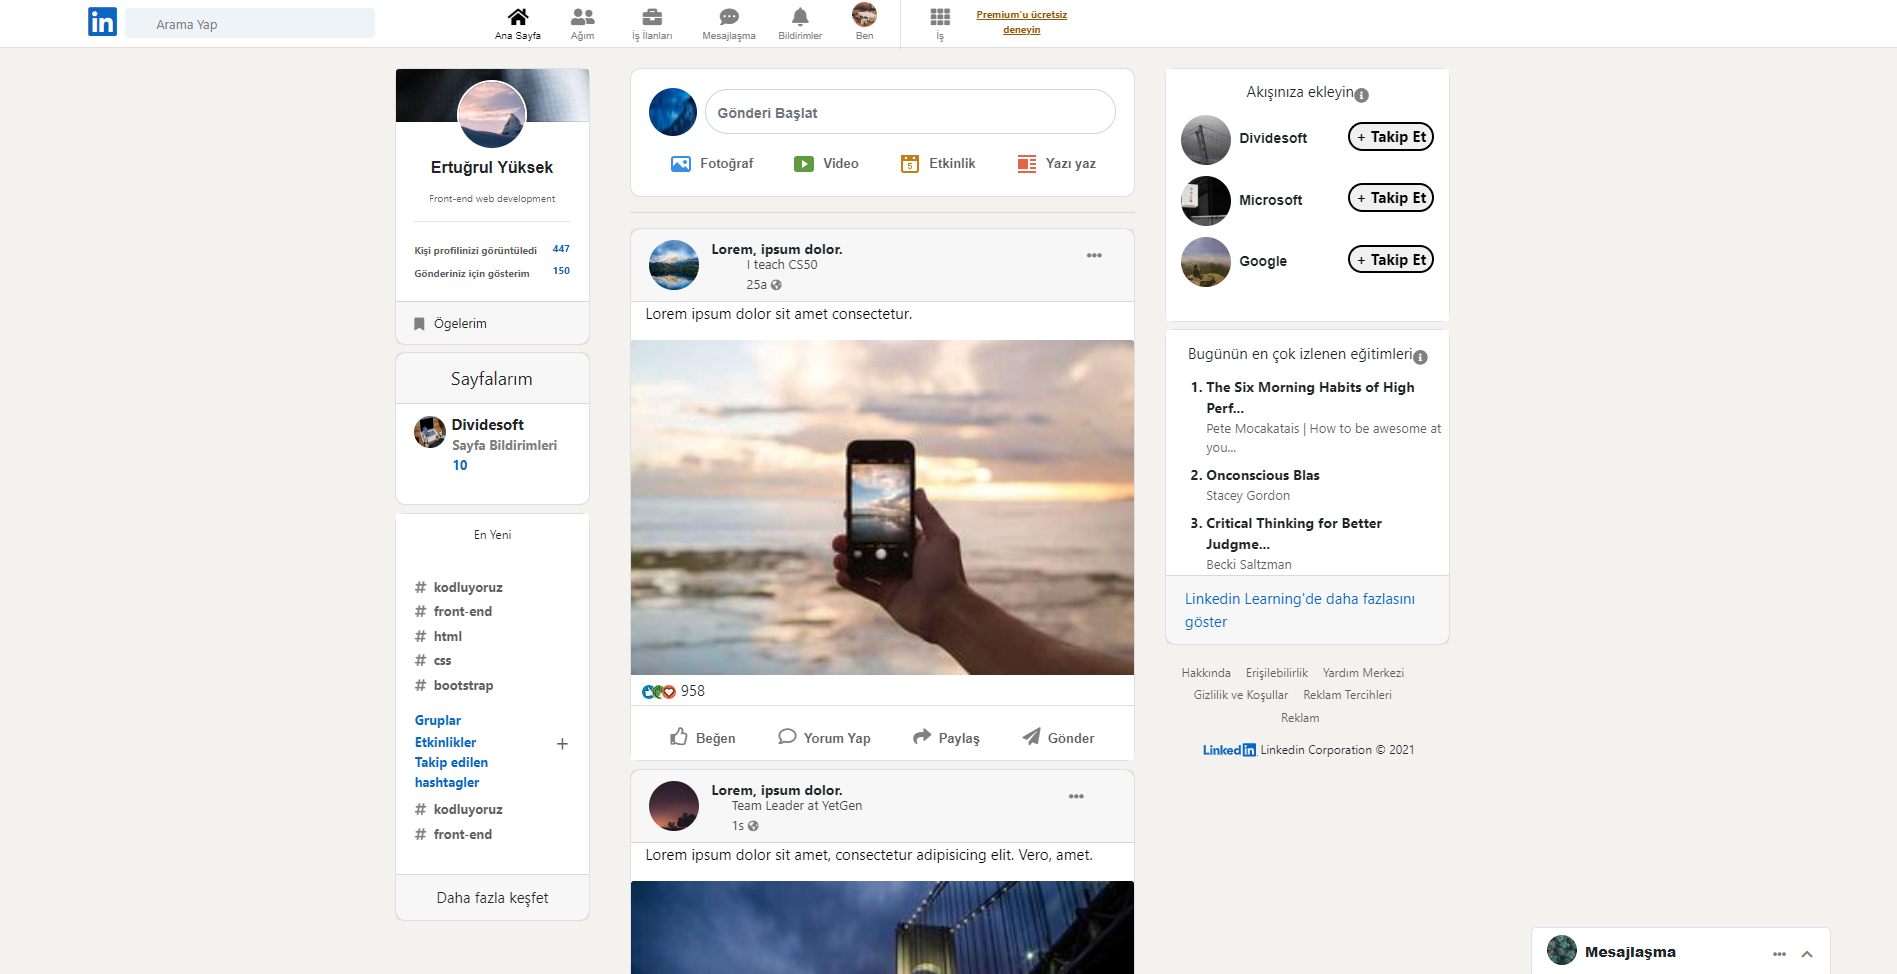 in
Arama Yap
Ana Sayfa
Ağım
İş İlanları
Mesajlaşma
Bildirimler
Ben
İş
Premium'u ücretsiz
deneyin
Ertuğrul Yüksek
Front-end web development
Kişi profilinizi görüntüledi 447
Gönderiniz için gösterim 150
Ögelerim
Sayfalarım
Dividesoft
Sayfa Bildirimleri
10
En Yeni
# kodluyoruz
# front-end
# html
# css
# bootstrap
Gruplar
Etkinlikler +
Takip edilen
hashtagler
# kodluyoruz
# front-end
Daha fazla keşfet
Gönderi Başlat
Fotoğraf
Video
5
Etkinlik
Yazı yaz
Lorem, ipsum dolor.
I teach CS50
25a
Lorem ipsum dolor sit amet consectetur.
958
Beğen
Yorum Yap
Paylaş
Gönder
Lorem, ipsum dolor.
Team Leader at YetGen
1s
Lorem ipsum dolor sit amet, consectetur adipisicing elit. Vero, amet.
Akışınıza ekleyin
Dividesoft + Takip Et
Microsoft + Takip Et
Google + Takip Et
Bugünün en çok izlenen eğitimleri
1. The Six Morning Habits of High
Perf...
Pete Mocakatais | How to be awesome at
you...
2. Onconscious Blas
Stacey Gordon
3. Critical Thinking for Better
Judgme...
Becki Saltzman
Linkedin Learning'de daha fazlasını
göster
Hakkında Erişilebilirlik Yardım Merkezi
Gizlilik ve Koşullar Reklam Tercihleri
Reklam
Linkedin Linkedin Corporation © 2021
Mesajlaşma